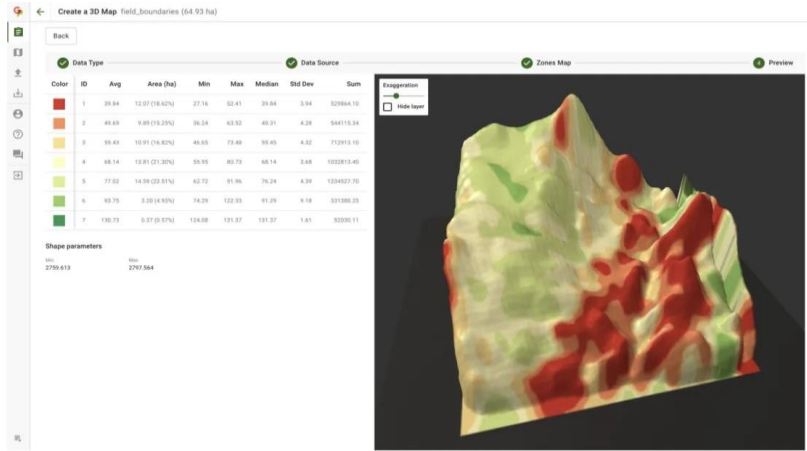 Create a 3D Map field_boundaries (64.93 ha)
Back
Data Type Data Source Zones Map 4 Preview
Color ID Avg Area (ha) Min Max Median Std Dev Sum
1 39.84 12.07 (18.62%) 27.16 52.41 39.84 3.94 529864.10
2 49.69 9.89 (15.25%) 36.24 63.52 49.31 4.28 544115.34
3 59.43 10.91 (16.82%) 46.65 73.48 59.45 4.32 712913.10
4 68.14 13.81 (21.30%) 55.95 80.73 68.14 3.68 1032813.40
5 77.02 14.59 (22.51%) 62.72 91.96 76.24 4.39 1234527.70
6 93.75 3.20 (4.93%) 74.29 122.33 91.29 9.18 331386.23
7 130.73 0.37 (0.57%) 124.08 131.37 131.37 1.61 52030.11
Shape parameters
Min Max
2759.613 2797.564
Exaggeration
Hide layer